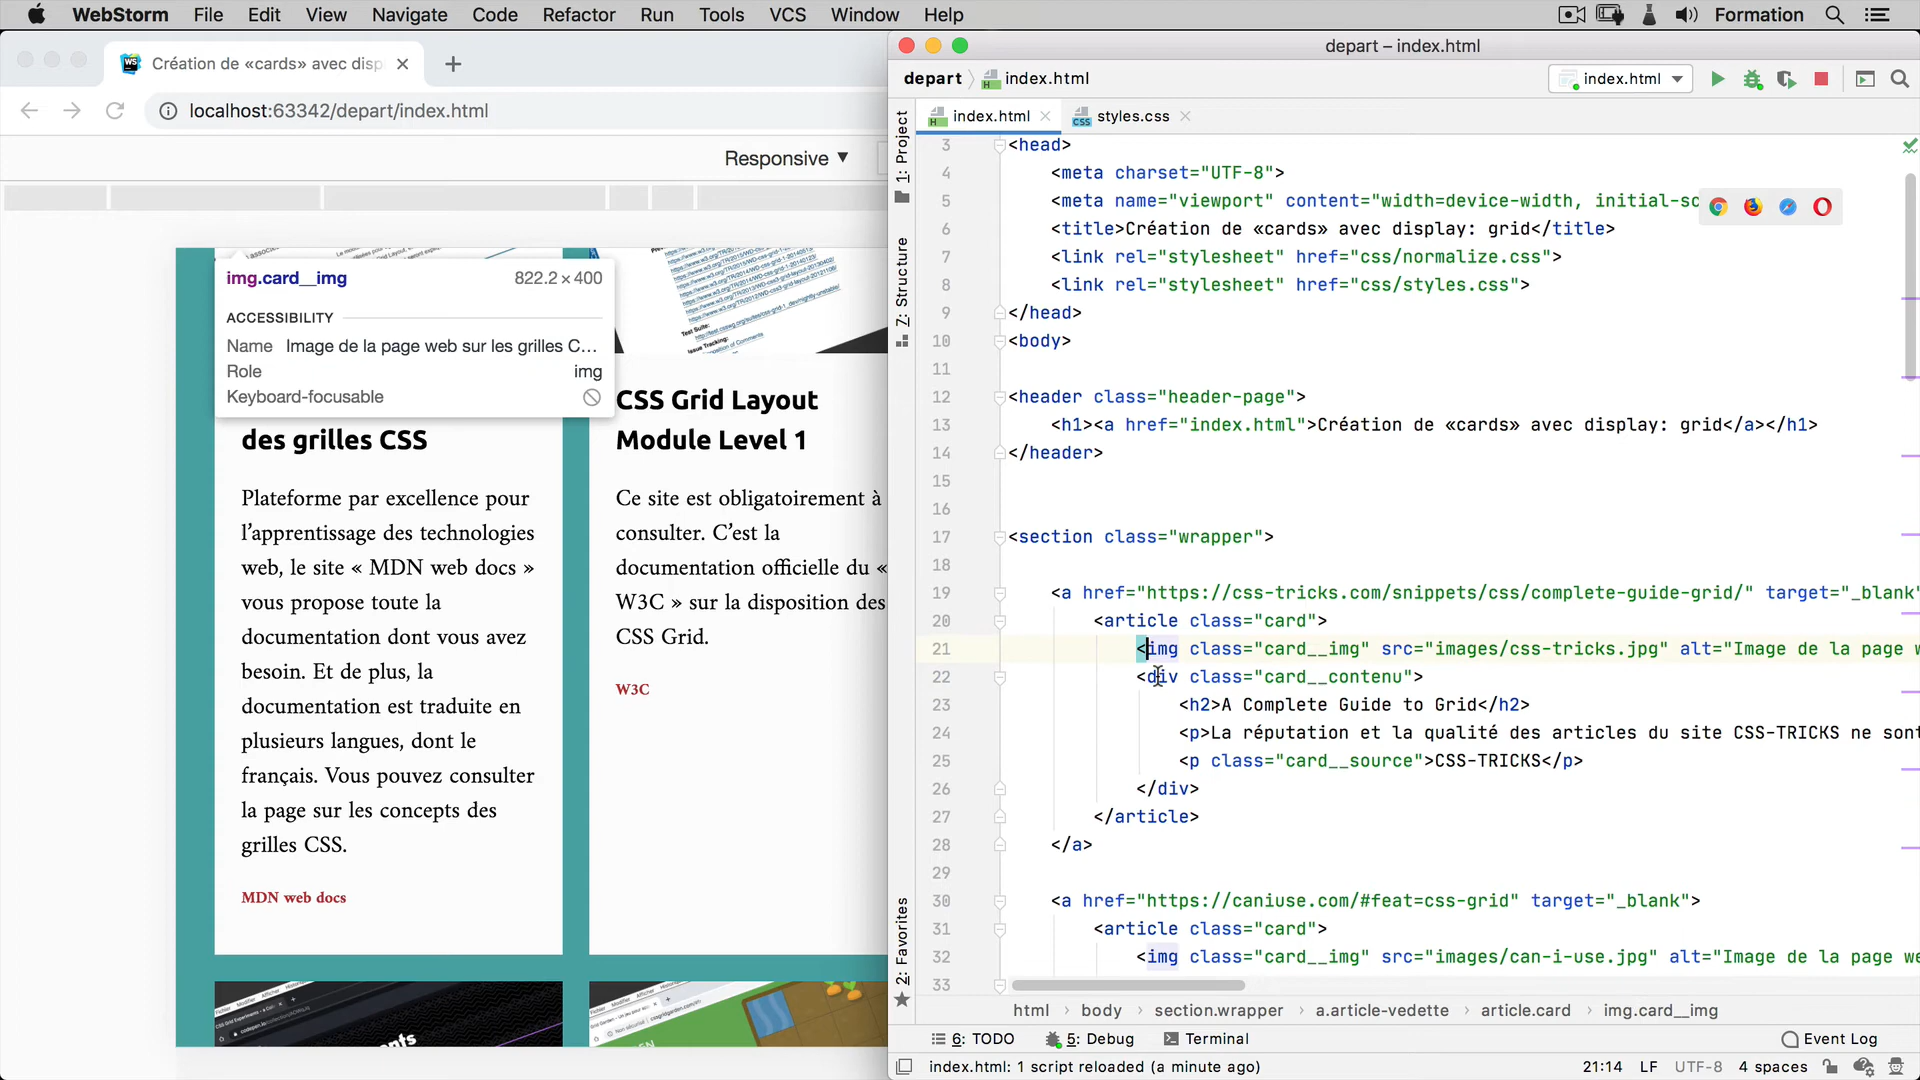 WebStorm File Edit View Navigate Code Refactor Run Tools VCS Window Help Formation
Création de «cards» avec disp
localhost:63342/depart/index.html
Responsive ▼
img.card__img 822.2 × 400
ACCESSIBILITY
Name Image de la page web sur les grilles C…
Role img
Keyboard-focusable
des grilles CSS
Plateforme par excellence pour
l’apprentissage des technologies
web, le site « MDN web docs »
vous propose toute la
documentation dont vous avez
besoin. Et de plus, la
documentation est traduite en
plusieurs langues, dont le
français. Vous pouvez consulter
la page sur les concepts des
grilles CSS.
MDN web docs
Test Suite:
Issue Tracking:
CSS Grid Layout
Module Level 1
Ce site est obligatoirement à
consulter. C’est la
documentation officielle du «
W3C » sur la disposition des
CSS Grid.
W3C
depart – index.html
depart index.html
index.html
index.html styles.css
1: Project
7: Structure
2: Favorites
3 <head>
4 <meta charset="UTF-8">
5 <meta name="viewport" content="width=device-width, initial-sc
6 <title>Création de «cards» avec display: grid</title>
7 <link rel="stylesheet" href="css/normalize.css">
8 <link rel="stylesheet" href="css/styles.css">
9 </head>
10 <body>
11
12 <header class="header-page">
13 <h1><a href="index.html">Création de «cards» avec display: grid</a></h1>
14 </header>
15
16
17 <section class="wrapper">
18
19 <a href="https://css-tricks.com/snippets/css/complete-guide-grid/" target="_blank"
20 <article class="card">
21 <img class="card__img" src="images/css-tricks.jpg" alt="Image de la page w
22 <div class="card__contenu">
23 <h2>A Complete Guide to Grid</h2>
24 <p>La réputation et la qualité des articles du site CSS-TRICKS ne sont
25 <p class="card__source">CSS-TRICKS</p>
26 </div>
27 </article>
28 </a>
29
30 <a href="https://caniuse.com/#feat=css-grid" target="_blank">
31 <article class="card">
32 <img class="card__img" src="images/can-i-use.jpg" alt="Image de la page we
33
html body section.wrapper a.article-vedette article.card img.card__img
6: TODO 5: Debug Terminal Event Log
index.html: 1 script reloaded (a minute ago) 21:14 LF UTF-8 4 spaces